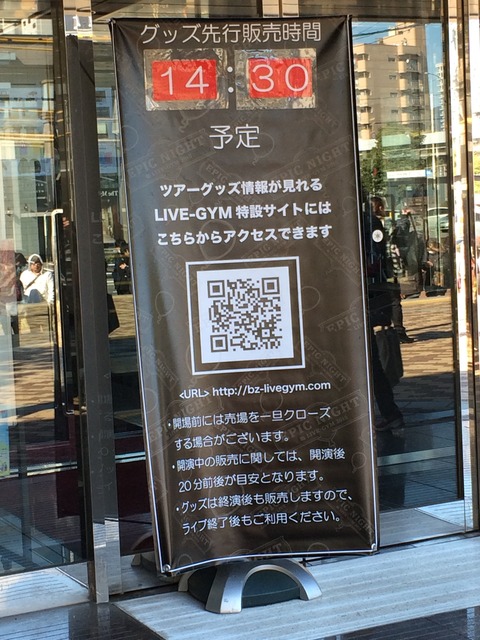 グッズ先行販売時間
14:30
予定
ツアーグッズ情報が見れる
LIVE-GYM 特設サイトには
こちらからアクセスできます
<URL> http://bz-livegym.com
・開場前には売場を一旦クローズ
する場合がございます。
・開演中の販売に関しては、開演後
20分前後が目安となります。
・グッズは終演後も販売しますので、
ライブ終了後もご利用ください。
EPIC NIGHT